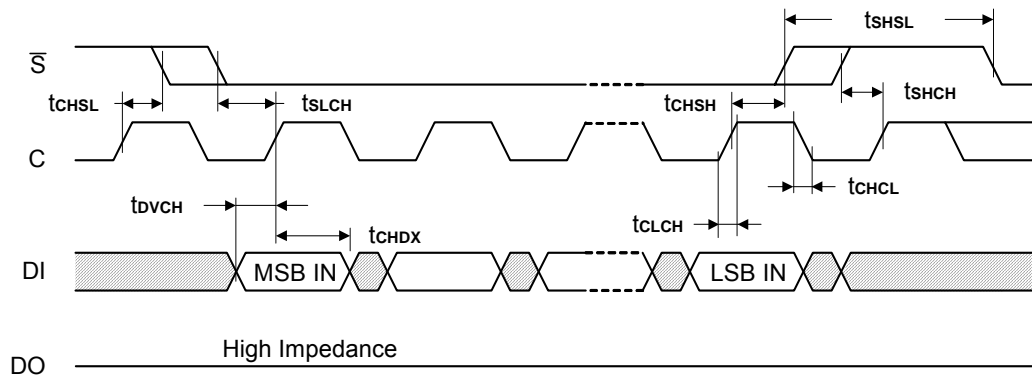 tSHSL
S
tCHSL
tSLCH
tCHSH
tSHCH
C
tDVCH
tCHDX
tCLCH
tCHCL
DI
MSB IN
LSB IN
High Impedance
DO